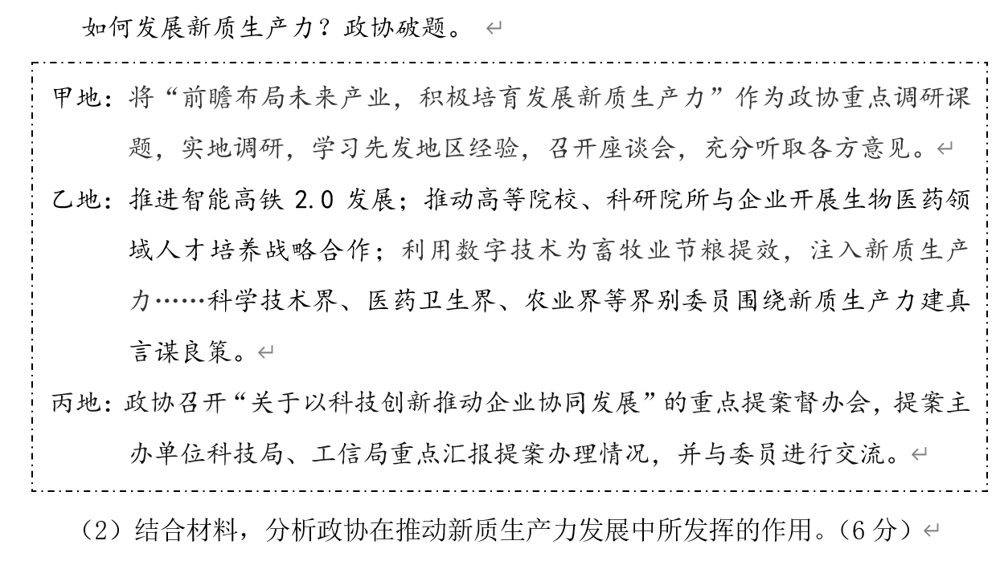 如何发展新质生产力？政协破题。
甲地：将“前瞻布局未来产业，积极培育发展新质生产力”作为政协重点调研课
题，实地调研，学习先发地区经验，召开座谈会，充分听取各方意见。
乙地：推进智能高铁 2.0 发展；推动高等院校、科研院所与企业开展生物医药领
域人才培养战略合作；利用数字技术为畜牧业节粮提效，注入新质生产
力……科学技术界、医药卫生界、农业界等界别委员围绕新质生产力建真
言谋良策。
丙地：政协召开“关于以科技创新推动企业协同发展”的重点提案督办会，提案主
办单位科技局、工信局重点汇报提案办理情况，并与委员进行交流。
（2）结合材料，分析政协在推动新质生产力发展中所发挥的作用。（6 分）